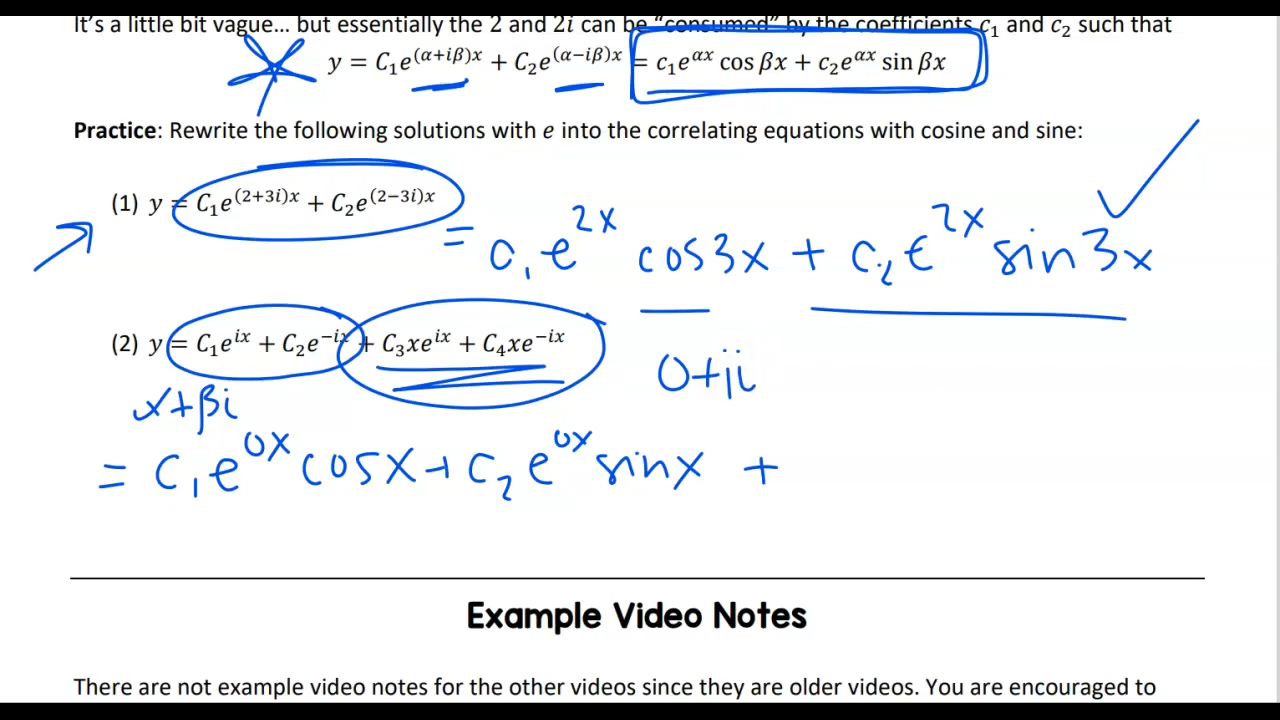 It's a little bit vague… but essentially the 2 and 2i can be “consumed” by the coefficients c₁ and c₂ such that
y = C₁e^(α+iβ)x + C₂e^(α−iβ)x = c₁e^αx cos βx + c₂e^αx sin βx
Practice: Rewrite the following solutions with e into the correlating equations with cosine and sine:
(1) y = C₁e^(2+3i)x + C₂e^(2−3i)x
= c₁e^2x cos3x + c₂e^2x sin3x
(2) y = C₁e^ix + C₂e^−ix + C₃xe^ix + C₄xe^−ix
0+1i
α+βi
= c₁e^0x cosx + c₂e^0x sinx +
Example Video Notes
There are not example video notes for the other videos since they are older videos. You are encouraged to